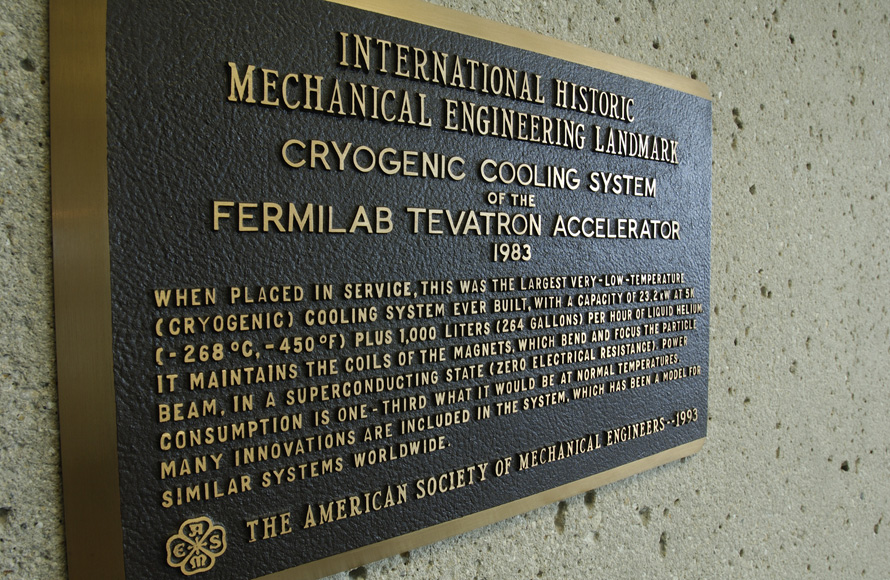 INTERNATIONAL HISTORIC
MECHANICAL ENGINEERING LANDMARK
CRYOGENIC COOLING SYSTEM
OF THE
FERMILAB TEVATRON ACCELERATOR
1983
WHEN PLACED IN SERVICE, THIS WAS THE LARGEST VERY-LOW-TEMPERATURE
(CRYOGENIC) COOLING SYSTEM EVER BUILT, WITH A CAPACITY OF 23.2 kW AT 5K
(-268 °C, -450 °F) PLUS 1,000 LITERS (264 GALLONS) PER HOUR OF LIQUID HELIUM.
IT MAINTAINS THE COILS OF THE MAGNETS, WHICH BEND AND FOCUS THE PARTICLE
BEAM, IN A SUPERCONDUCTING STATE (ZERO ELECTRICAL RESISTANCE). POWER
CONSUMPTION IS ONE-THIRD WHAT IT WOULD BE AT NORMAL TEMPERATURES.
MANY INNOVATIONS ARE INCLUDED IN THE SYSTEM, WHICH HAS BEEN A MODEL FOR
SIMILAR SYSTEMS WORLDWIDE.
THE AMERICAN SOCIETY OF MECHANICAL ENGINEERS--1993
ASME